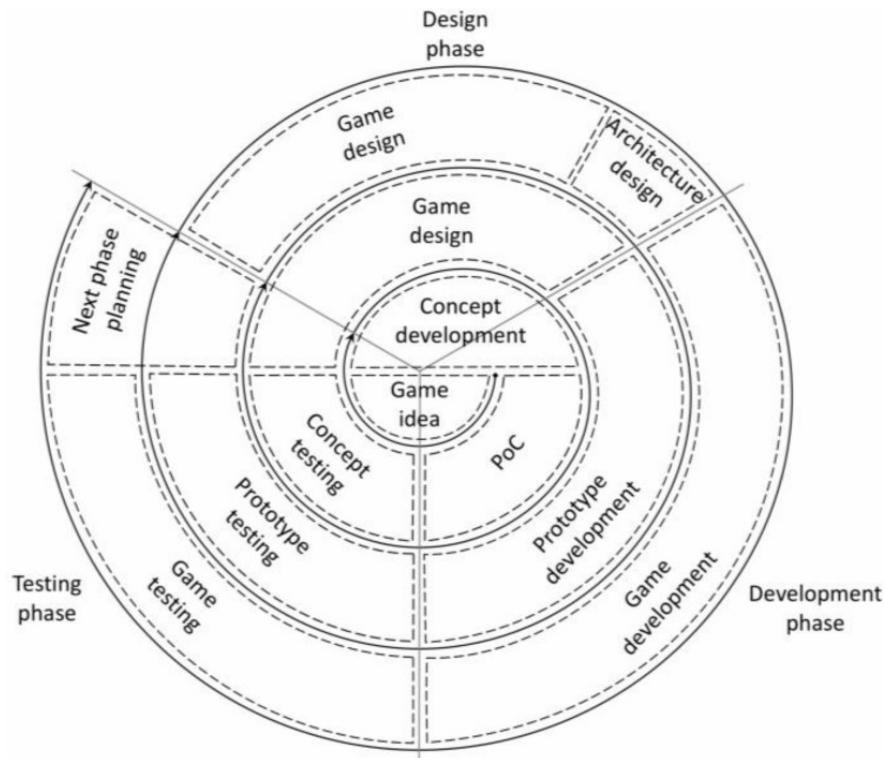 Design
phase
Game
design
Architecture
design
Game
design
Next phase
planning
Concept
development
Game
idea
Concept
testing
PoC
Prototype
testing
Prototype
development
Game
testing
Game
development
Testing
phase
Development
phase